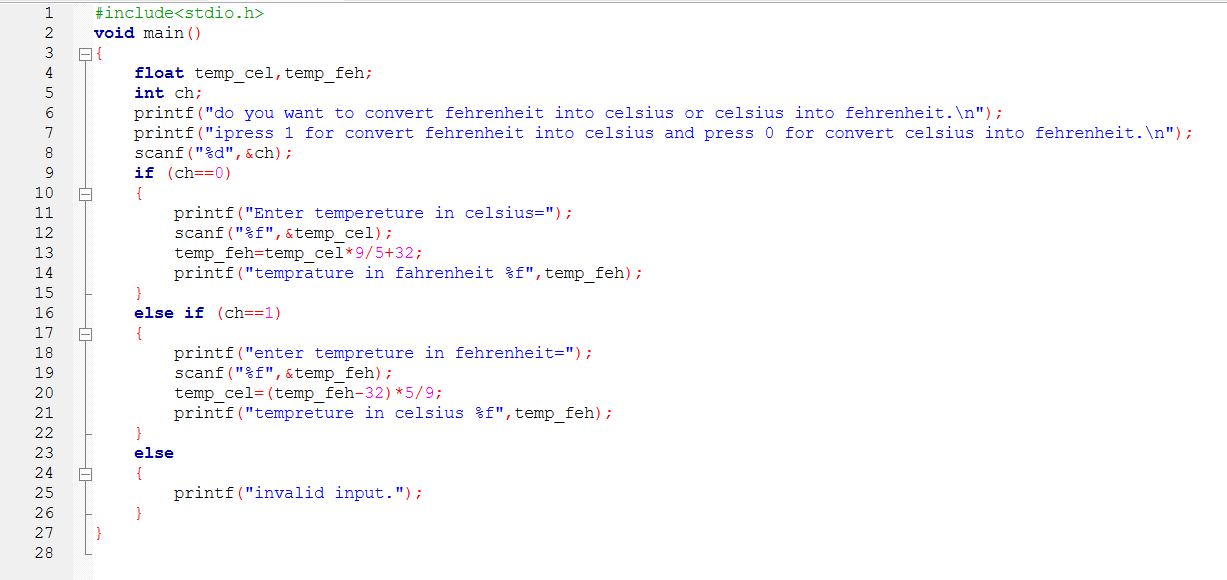 1 #include<stdio.h>
2 void main()
3 {
4 float temp_cel,temp_feh;
5 int ch;
6 printf("do you want to convert fehrenheit into celsius or celsius into fehrenheit.\n");
7 printf("ipress 1 for convert fehrenheit into celsius and press 0 for convert celsius into fehrenheit.\n");
8 scanf("%d",&ch);
9 if (ch==0)
10 {
11 printf("Enter tempereture in celsius=");
12 scanf("%f",&temp_cel);
13 temp_feh=temp_cel*9/5+32;
14 printf("temprature in fahrenheit %f",temp_feh);
15 }
16 else if (ch==1)
17 {
18 printf("enter tempreture in fehrenheit=");
19 scanf("%f",&temp_feh);
20 temp_cel=(temp_feh-32)*5/9;
21 printf("tempreture in celsius %f",temp_feh);
22 }
23 else
24 {
25 printf("invalid input.");
26 }
27 }
28